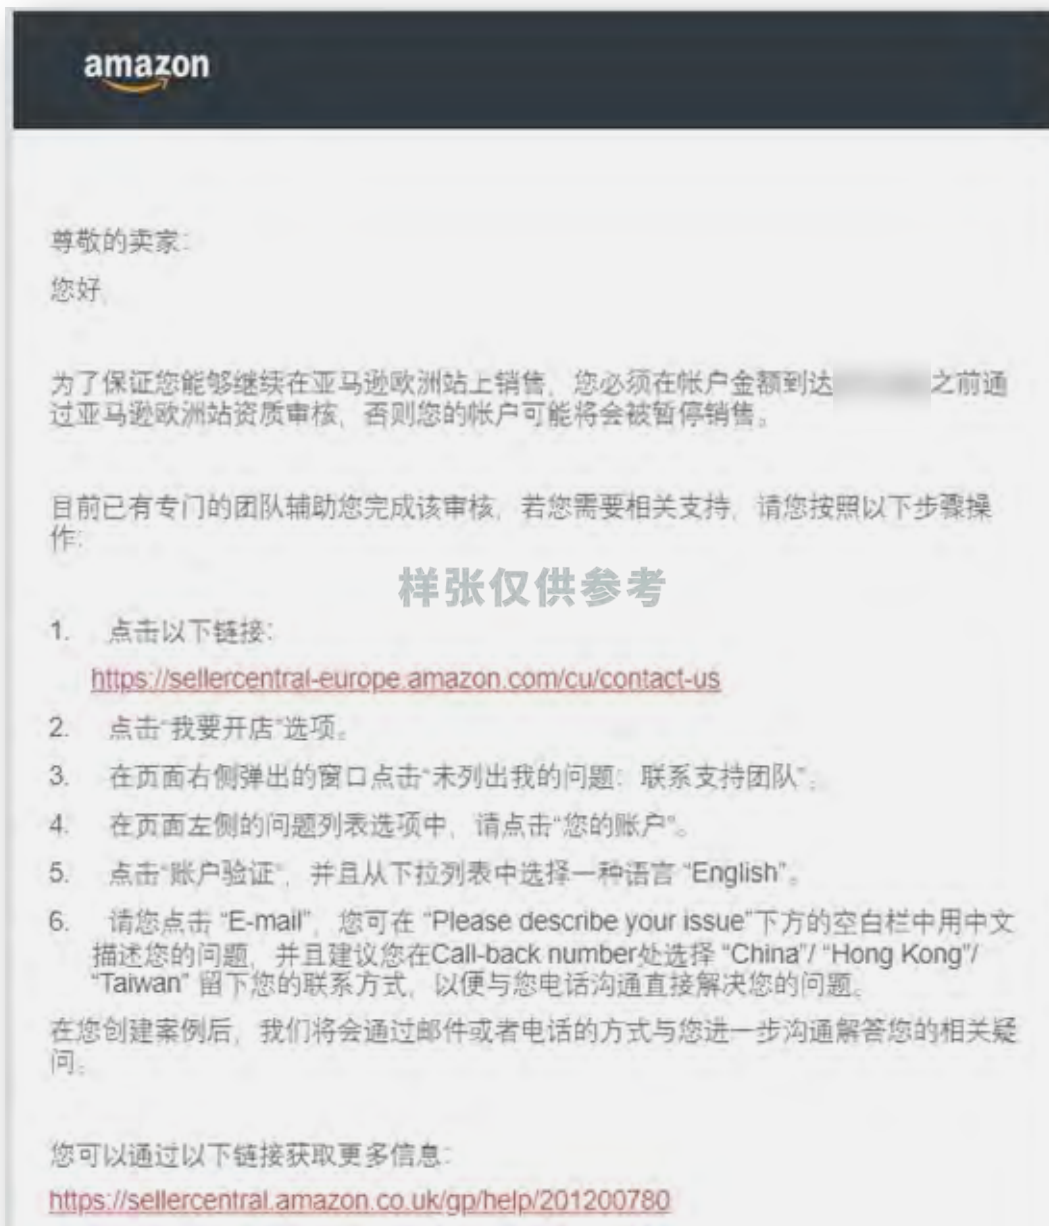 amazon
尊敬的卖家：
您好，
为了保证您能够继续在亚马逊欧洲站上销售，您必须在帐户金额到达
之前通
过亚马逊欧洲站资质审核，否则您的帐户可能将会被暂停销售。
目前已有专门的团队辅助您完成该审核，若您需要相关支持，请您按照以下步骤操
作：
样张仅供参考
1. 点击以下链接：
https://sellercentral-europe.amazon.com/cu/contact-us
2. 点击“我要开店”选项。
3. 在页面右侧弹出的窗口点击“未列出我的问题：联系支持团队”。
4. 在页面左侧的问题列表选项中，请点击“您的账户”。
5. 点击“账户验证”，并且从下拉列表中选择一种语言 “English”。
6. 请您点击 “E-mail”，您可在 “Please describe your issue”下方的空白栏中用中文
描述您的问题，并且建议您在Call-back number处选择 “China”/ “Hong Kong”/
“Taiwan” 留下您的联系方式，以便与您电话沟通直接解决您的问题。
在您创建案例后，我们将会通过邮件或者电话的方式与您进一步沟通解答您的相关疑
问。
您可以通过以下链接获取更多信息：
https://sellercentral.amazon.co.uk/gp/help/201200780